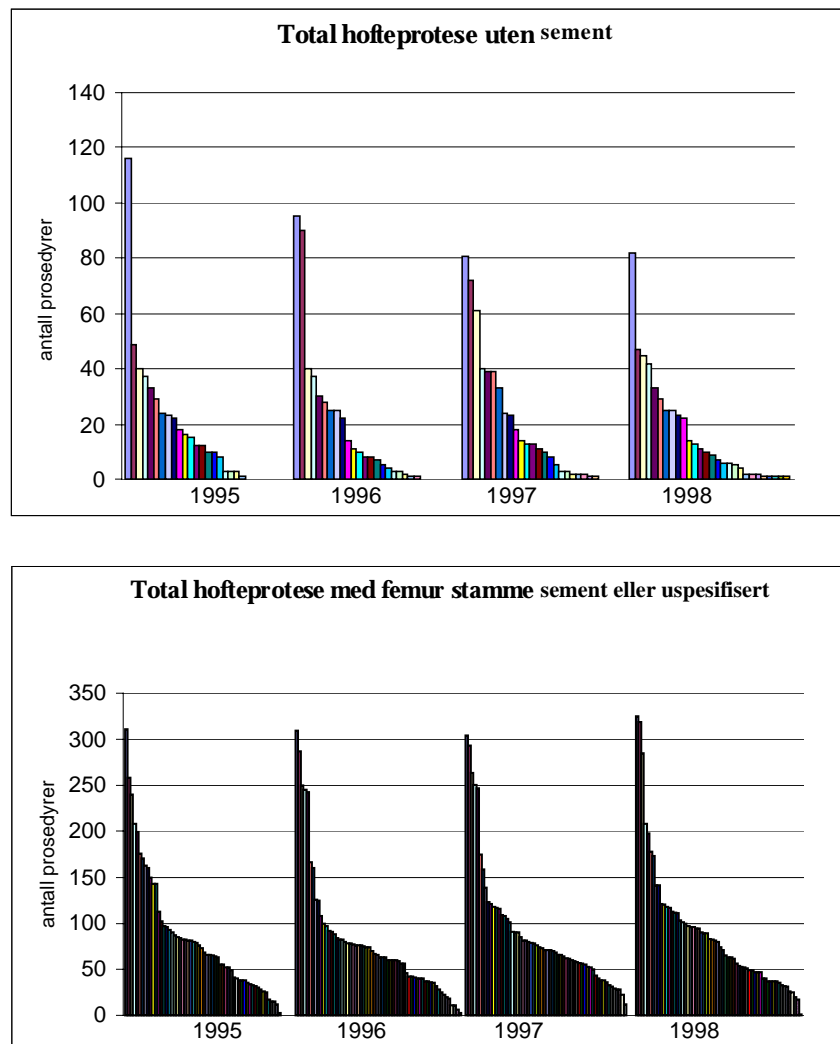 Total hofteprotese uten sement
antall prosedyrer
140
120
100
80
60
40
20
0
1995 1996 1997 1998
Total hofteprotese med femur stamme sement eller uspesifisert
antall prosedyrer
350
300
250
200
150
100
50
0
1995 1996 1997 1998